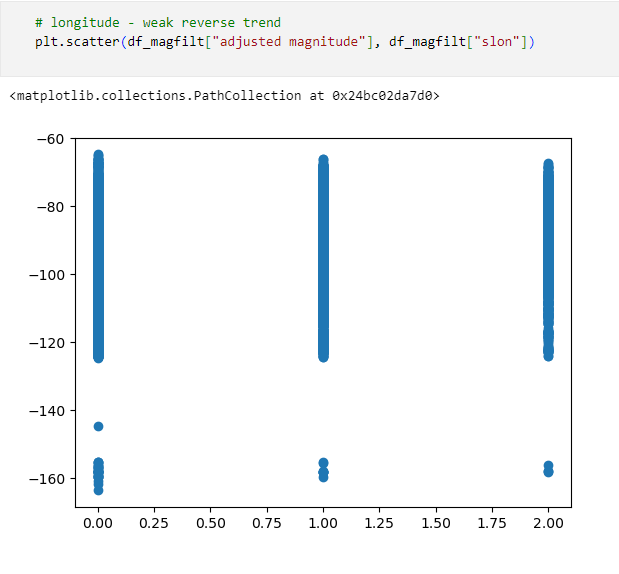 # longitude - weak reverse trend
plt.scatter(df_magfilt["adjusted magnitude"], df_magfilt["slon"])
<matplotlib.collections.PathCollection at 0x24bc02da7d0>
−60
−80
−100
−120
−140
−160
0.00 0.25 0.50 0.75 1.00 1.25 1.50 1.75 2.00